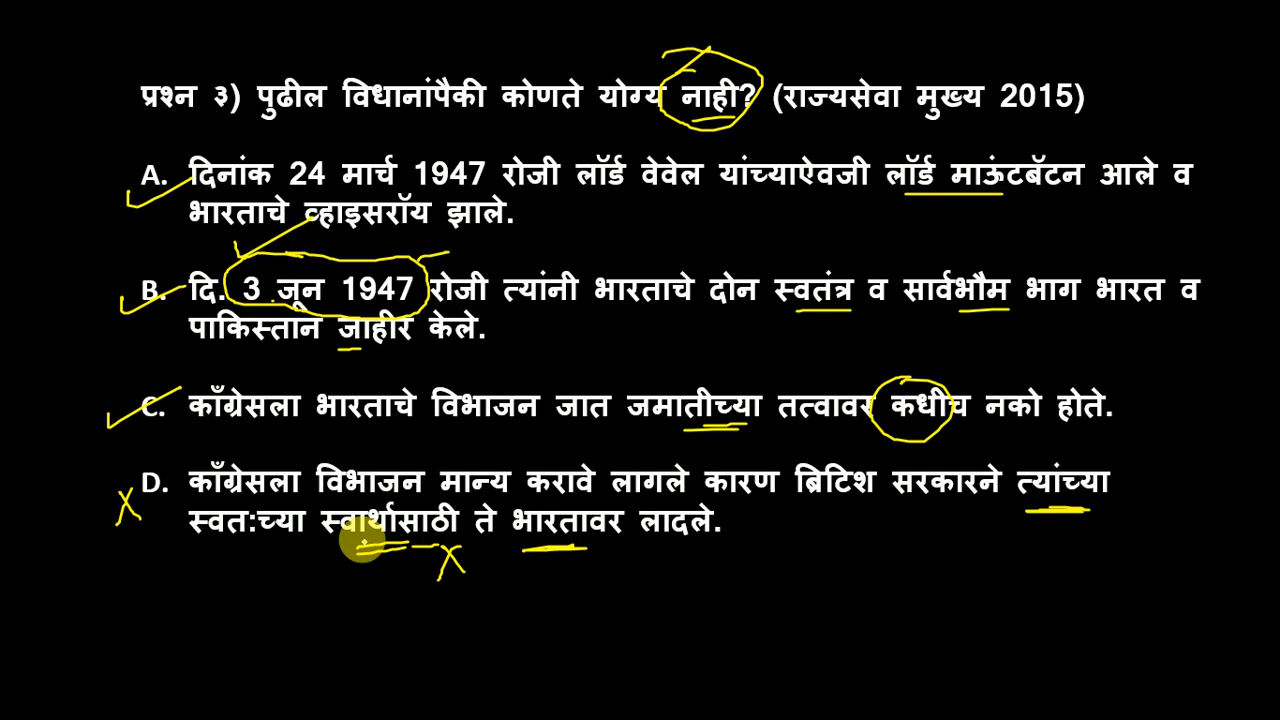 प्रश्न ३) पुढील विधानांपैकी कोणते योग्य नाही? (राज्यसेवा मुख्य 2015)
A. दिनांक 24 मार्च 1947 रोजी लॉर्ड वेवेल यांच्याऐवजी लॉर्ड माऊंटबॅटन आले व
भारताचे व्हाइसरॉय झाले.
B. दि. 3 जून 1947 रोजी त्यांनी भारताचे दोन स्वतंत्र व सार्वभौम भाग भारत व
पाकिस्तान जाहीर केले.
C. काँग्रेसला भारताचे विभाजन जात जमातीच्या तत्वावर कधीच नको होते.
D. काँग्रेसला विभाजन मान्य करावे लागले कारण ब्रिटिश सरकारने त्यांच्या
स्वत:च्या स्वार्थासाठी ते भारतावर लादले.